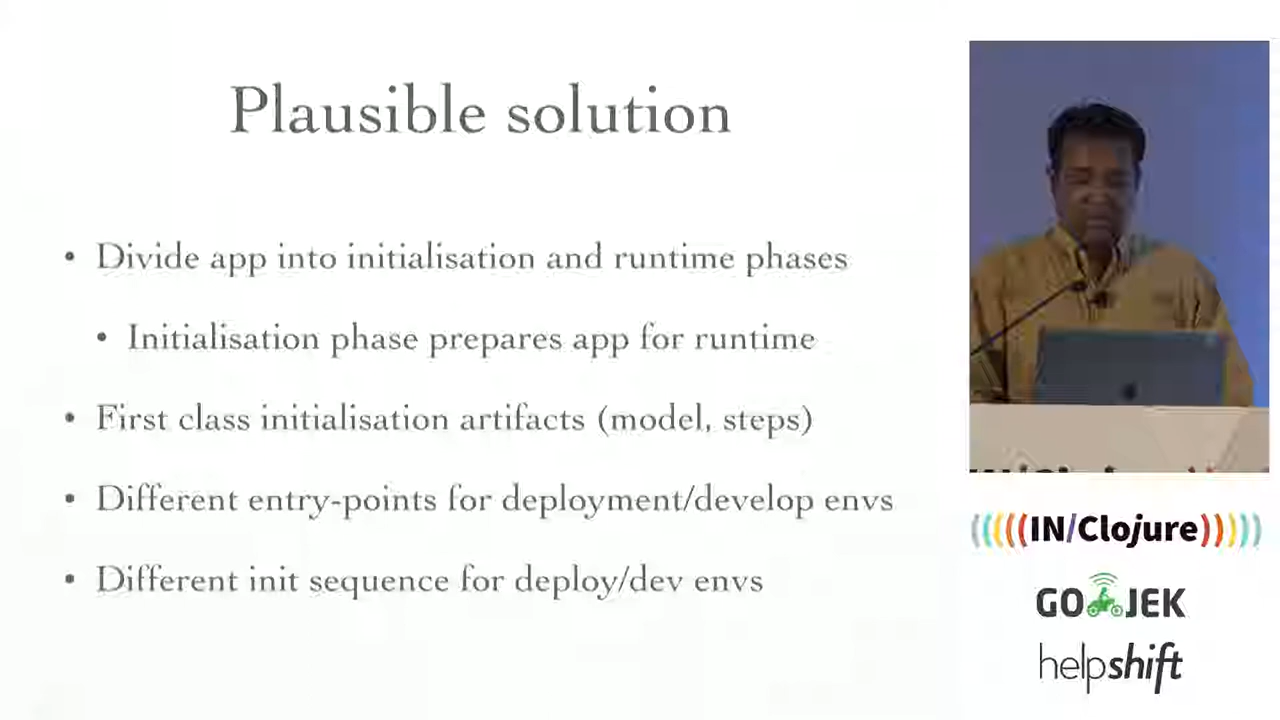 Plausible solution
• Divide app into initialisation and runtime phases
• Initialisation phase prepares app for runtime
• First class initialisation artifacts (model, steps)
• Different entry-points for deployment/develop envs
• Different init sequence for deploy/dev envs
(((((IN/Clojure)))))
GO JEK
helpshift